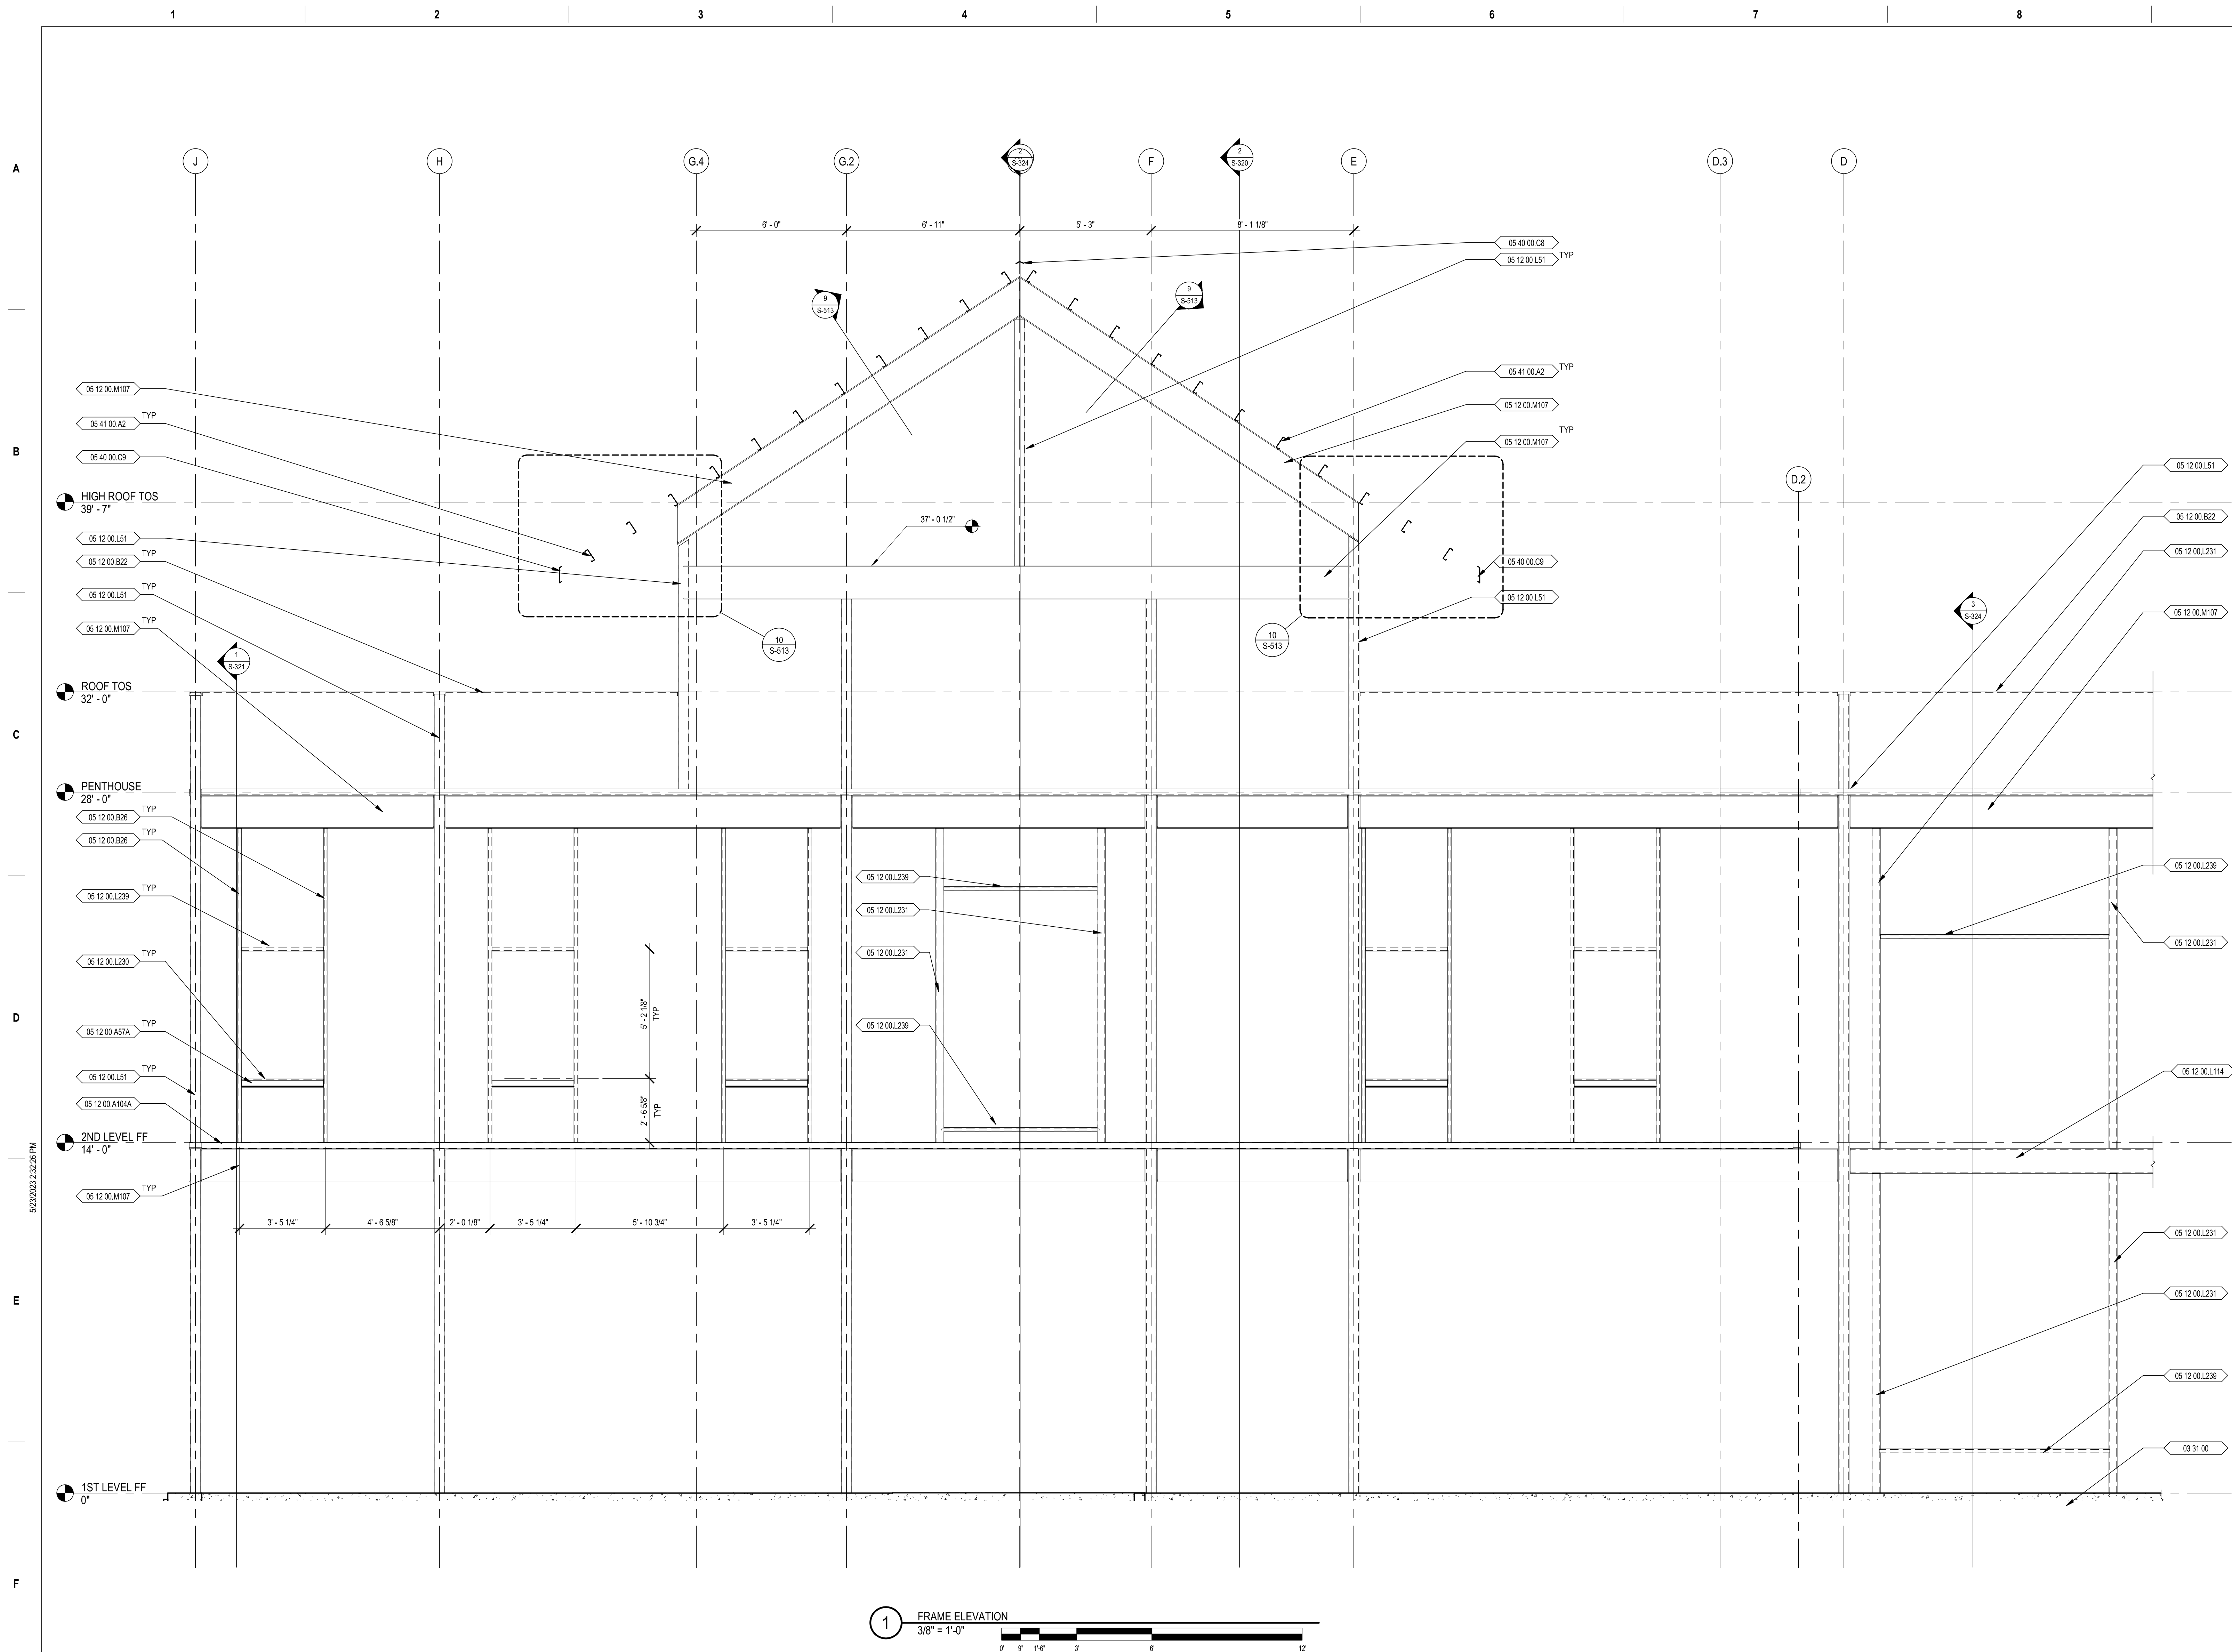 1 2 3 4 5 6 7 8
A
B
C
D
E
F
5/23/2023 2:32:26 PM
J H G.4 G.2 F E D.3 D
2
S-324
2
S-320
6' - 0" 6' - 11" 5' - 3" 8' - 1 1/8"
05 40 00.C8
05 12 00.L51 TYP
9
S-513
9
S-513
05 41 00.A2 TYP
05 12 00.M107
05 12 00.M107 TYP
05 12 00.M107
05 41 00.A2 TYP
05 40 00.C9
D.2
05 12 00.L51
HIGH ROOF TOS
39' - 7"
37' - 0 1/2"
05 12 00.B22
05 12 00.L51
05 12 00.B22 TYP
05 12 00.L51 TYP
05 12 00.M107 TYP
05 40 00.C9
05 12 00.L51
05 12 00.L231
05 12 00.M107
10
S-513
10
S-513
3
S-324
1
S-321
ROOF TOS
32' - 0"
PENTHOUSE
28' - 0"
05 12 00.B26 TYP
05 12 00.B26 TYP
05 12 00.L239 TYP
05 12 00.L230 TYP
05 12 00.A57A TYP
05 12 00.L51 TYP
05 12 00.A104A
05 12 00.L239
05 12 00.L231
05 12 00.L231
05 12 00.L239
5' - 2 1/8"
TYP
2' - 6 5/8"
TYP
05 12 00.L239
05 12 00.L231
05 12 00.L114
2ND LEVEL FF
14' - 0"
05 12 00.M107 TYP
3' - 5 1/4" 4' - 6 5/8" 2' - 0 1/8" 3' - 5 1/4" 5' - 10 3/4" 3' - 5 1/4"
05 12 00.L231
05 12 00.L231
05 12 00.L239
03 31 00
1ST LEVEL FF
0"
1 FRAME ELEVATION
3/8" = 1'-0"
0' 9" 1'-6" 3' 6' 12'